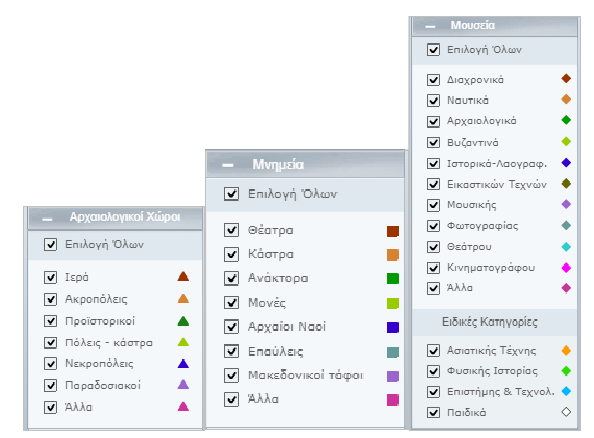 Αρχαιολογικοί Χώροι
Επιλογή Όλων
Ιερά
Ακροπόλεις
Προϊστορικοί
Πόλεις - κάστρα
Νεκροπόλεις
Παραδοσιακοί
Άλλα
Μνημεία
Επιλογή Όλων
Θέατρα
Κάστρα
Ανάκτορα
Μονές
Αρχαίοι Ναοί
Επαύλεις
Μακεδονικοί τάφοι
Άλλα
Μουσεία
Επιλογή Όλων
Διαχρονικά
Ναυτικά
Αρχαιολογικά
Βυζαντινά
Ιστορικά-Λαογραφ.
Εικαστικών Τεχνών
Μουσικής
Φωτογραφίας
Θεάτρου
Κινηματογράφου
Άλλα
Ειδικές Κατηγορίες
Ασιατικής Τέχνης
Φυσικής Ιστορίας
Επιστήμης & Τεχνολ.
Παιδικά